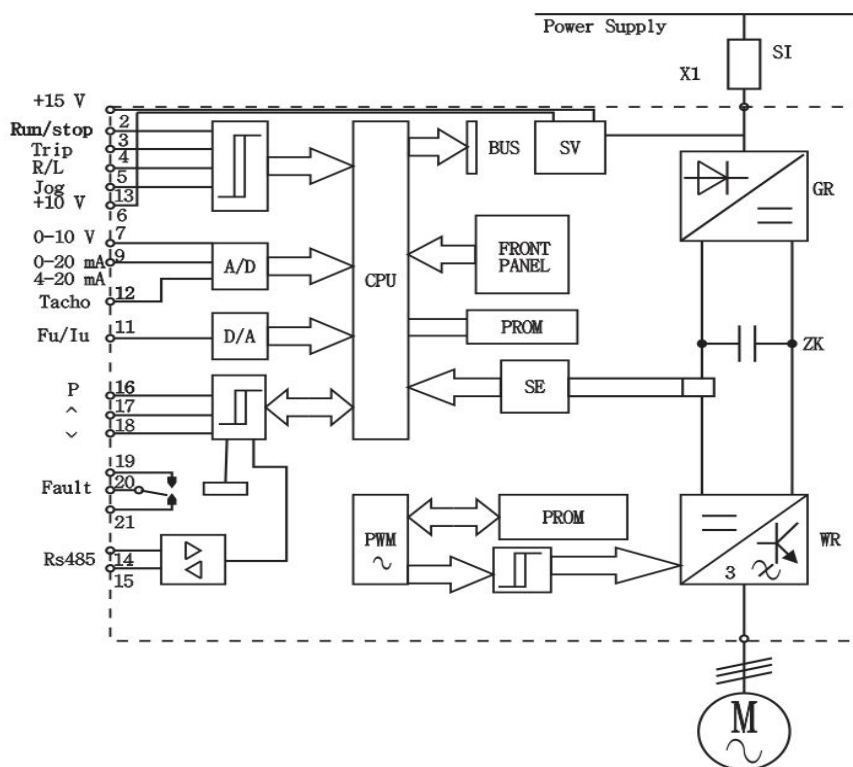 Power Supply
SI
X1
+15 V
Run/stop
2
Trip
3
R/L
4
Jog
5
+10 V
13
6
BUS
SV
GR
0-10 V
7
0-20 mA
9
4-20 mA
Tacho
12
A/D
CPU
FRONT
PANEL
Fu/Iu
11
D/A
PROM
ZK
P
16
^
17
⌄
18
SE
19
Fault
20
21
Rs485
14
15
PWM
~
PROM
3
WR
M
~